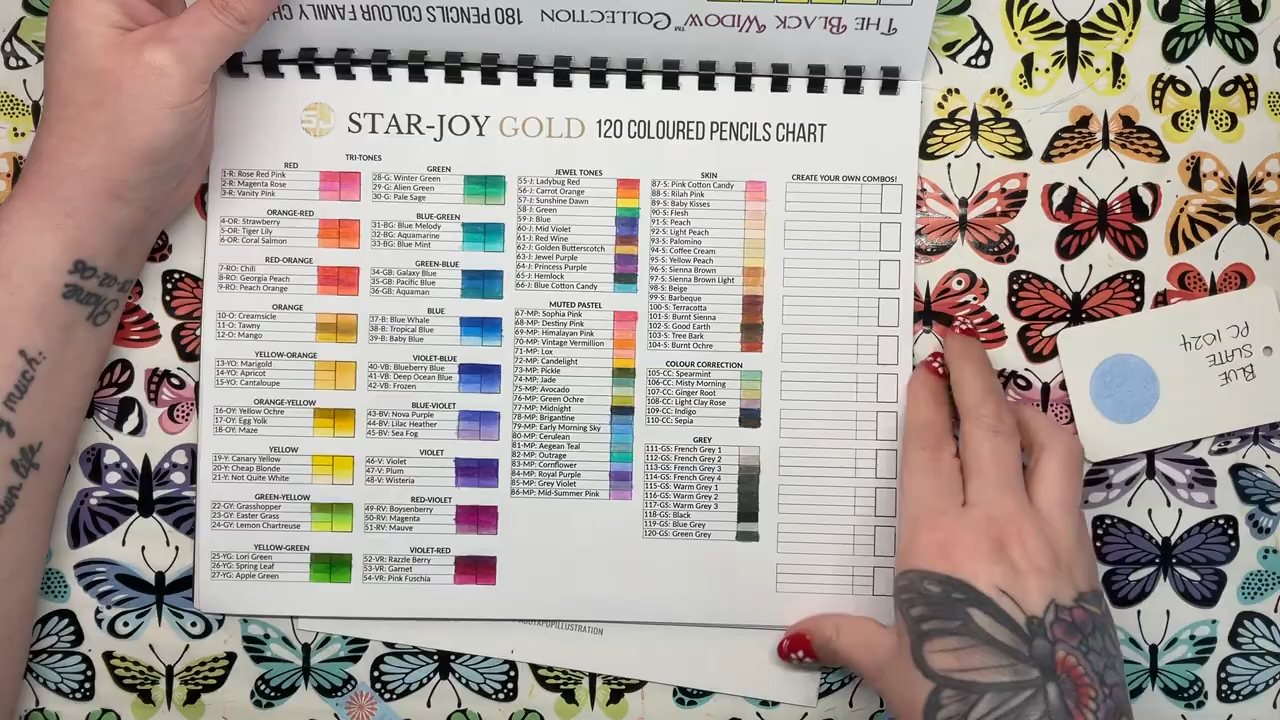 THE BLACK WIDOW COLLECTION™ 180 PENCILS COLOUR FAMILY
SJ
STAR-JOY GOLD 120 COLOURED PENCILS CHART
TRI-TONES
RED
1-R: Rose Red Pink
2-R: Magenta Rose
3-R: Vanity Pink
ORANGE-RED
4-OR: Strawberry
5-OR: Tiger Lily
6-OR: Coral Salmon
RED-ORANGE
7-RO: Chili
8-RO: Georgia Peach
9-RO: Peach Orange
ORANGE
10-O: Creamsicle
11-O: Tawny
12-O: Mango
YELLOW-ORANGE
13-YO: Marigold
14-YO: Apricot
15-YO: Cantaloupe
ORANGE-YELLOW
16-OY: Yellow Ochre
17-OY: Egg Yolk
18-OY: Maze
YELLOW
19-Y: Canary Yellow
20-Y: Cheap Blonde
21-Y: Not Quite White
GREEN-YELLOW
22-GY: Grasshopper
23-GY: Easter Grass
24-GY: Lemon Chartreuse
YELLOW-GREEN
25-YG: Lori Green
26-YG: Spring Leaf
27-YG: Apple Green
GREEN
28-G: Winter Green
29-G: Alien Green
30-G: Pale Sage
BLUE-GREEN
31-BG: Blue Melody
32-BG: Aquamarine
33-BG: Blue Mint
GREEN-BLUE
34-GB: Galaxy Blue
35-GB: Pacific Blue
36-GB: Aquaman
BLUE
37-B: Blue Whale
38-B: Tropical Blue
39-B: Baby Blue
VIOLET-BLUE
40-VB: Blueberry Blue
41-VB: Deep Ocean Blue
42-VB: Frozen
BLUE-VIOLET
43-BV: Nova Purple
44-BV: Lilac Heather
45-BV: Sea Fog
VIOLET
46-V: Violet
47-V: Plum
48-V: Wisteria
RED-VIOLET
49-RV: Boysenberry
50-RV: Magenta
51-RV: Mauve
VIOLET-RED
52-VR: Razzle Berry
53-VR: Garnet
54-VR: Pink Fuschia
JEWEL TONES
55-J: Ladybug Red
56-J: Carrot Orange
57-J: Sunshine Dawn
58-J: Green
59-J: Blue
60-J: Mid Violet
61-J: Red Wine
62-J: Golden Butterscotch
63-J: Jewel Purple
64-J: Princess Purple
65-J: Hemlock
66-J: Blue Cotton Candy
MUTED PASTEL
67-MP: Sophia Pink
68-MP: Destiny Pink
69-MP: Himalayan Pink
70-MP: Vintage Vermillion
71-MP: Lox
72-MP: Candelight
73-MP: Pickle
74-MP: Jade
75-MP: Avocado
76-MP: Green Ochre
77-MP: Midnight
78-MP: Brigantine
79-MP: Early Morning Sky
80-MP: Cerulean
81-MP: Aegean Teal
82-MP: Outrage
83-MP: Cornflower
84-MP: Royal Purple
85-MP: Grey Violet
86-MP: Mid-Summer Pink
SKIN
87-S: Pink Cotton Candy
88-S: Rilah Pink
89-S: Baby Kisses
90-S: Flesh
91-S: Peach
92-S: Light Peach
93-S: Palomino
94-S: Coffee Cream
95-S: Yellow Peach
96-S: Sienna Brown
97-S: Sienna Brown Light
98-S: Beige
99-S: Barbeque
100-S: Terracotta
101-S: Burnt Sienna
102-S: Good Earth
103-S: Tree Bark
104-S: Burnt Ochre
COLOUR CORRECTION
105-CC: Spearmint
106-CC: Misty Morning
107-CC: Ginger Root
108-CC: Light Clay Rose
109-CC: Indigo
110-CC: Sepia
GREY
111-GS: French Grey 1
112-GS: French Grey 2
113-GS: French Grey 3
114-GS: French Grey 4
115-GS: Warm Grey 1
116-GS: Warm Grey 2
117-GS: Warm Grey 3
118-GS: Black
119-GS: Blue Grey
120-GS: Green Grey
CREATE YOUR OWN COMBOS!
BLUE
SLATE
PC 1024
much:
own life